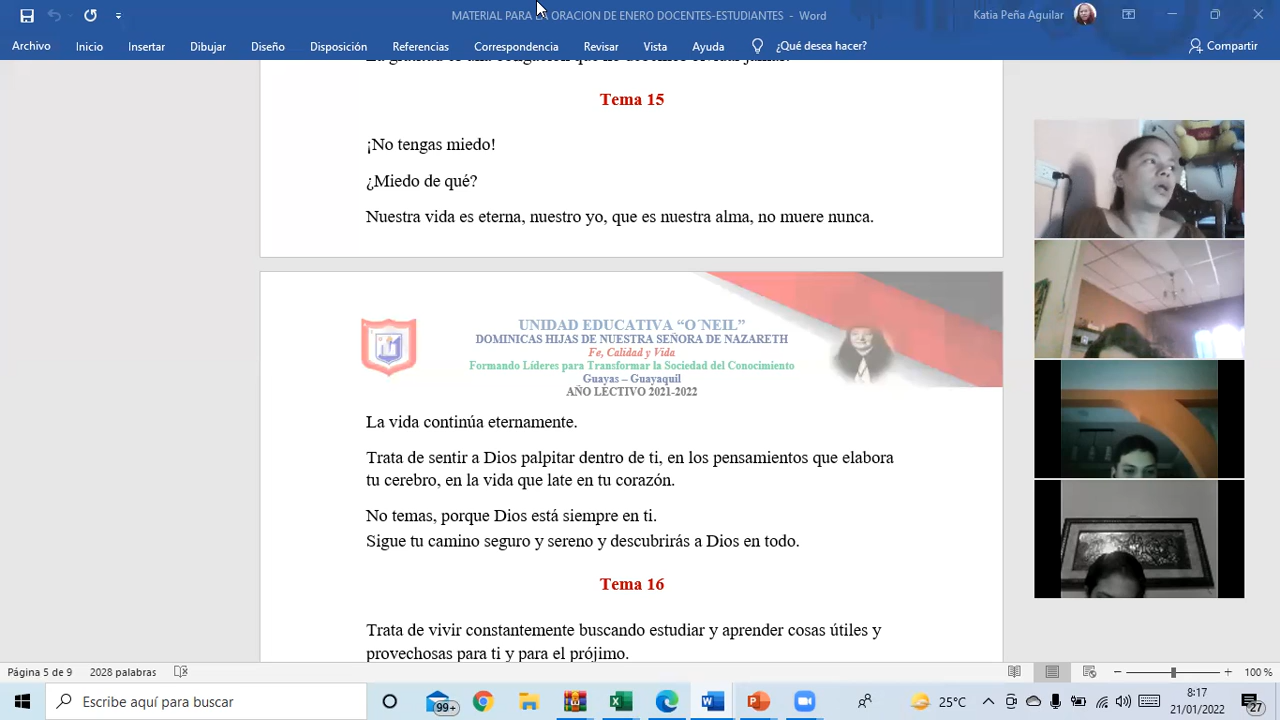 MATERIAL PARA LA ORACION DE ENERO DOCENTES-ESTUDIANTES - Word
Katia Peña Aguilar
Archivo Inicio Insertar Dibujar Diseño Disposición Referencias Correspondencia Revisar Vista Ayuda ¿Qué desea hacer? Compartir
Tema 15
¡No tengas miedo!
¿Miedo de qué?
Nuestra vida es eterna, nuestro yo, que es nuestra alma, no muere nunca.
UNIDAD EDUCATIVA “O´NEIL”
DOMINICAS HIJAS DE NUESTRA SEÑORA DE NAZARETH
Fe, Calidad y Vida
Formando Líderes para Transformar la Sociedad del Conocimiento
Guayas – Guayaquil
AÑO LECTIVO 2021-2022
La vida continúa eternamente.
Trata de sentir a Dios palpitar dentro de ti, en los pensamientos que elabora
tu cerebro, en la vida que late en tu corazón.
No temas, porque Dios está siempre en ti.
Sigue tu camino seguro y sereno y descubrirás a Dios en todo.
Tema 16
Trata de vivir constantemente buscando estudiar y aprender cosas útiles y
provechosas para ti y para el prójimo.
Página 5 de 9 2028 palabras 100 %
Escribe aquí para buscar
99+
25°C
8:17
21/01/2022
27